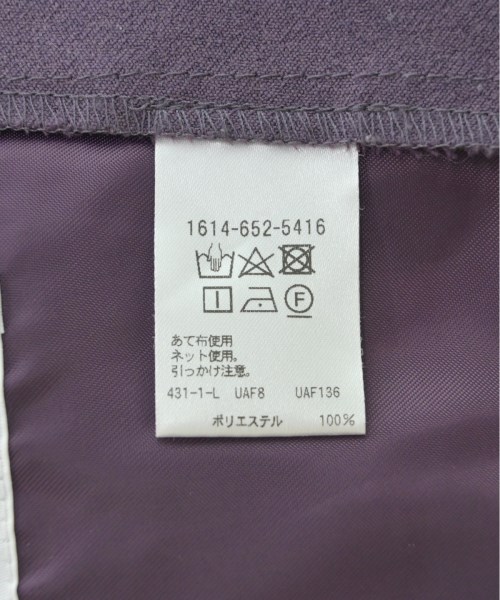 1614-652-5416
あて布使用
ネット使用。
引っかけ注意。
431-1-L UAF8 UAF136
ポリエステル 100%